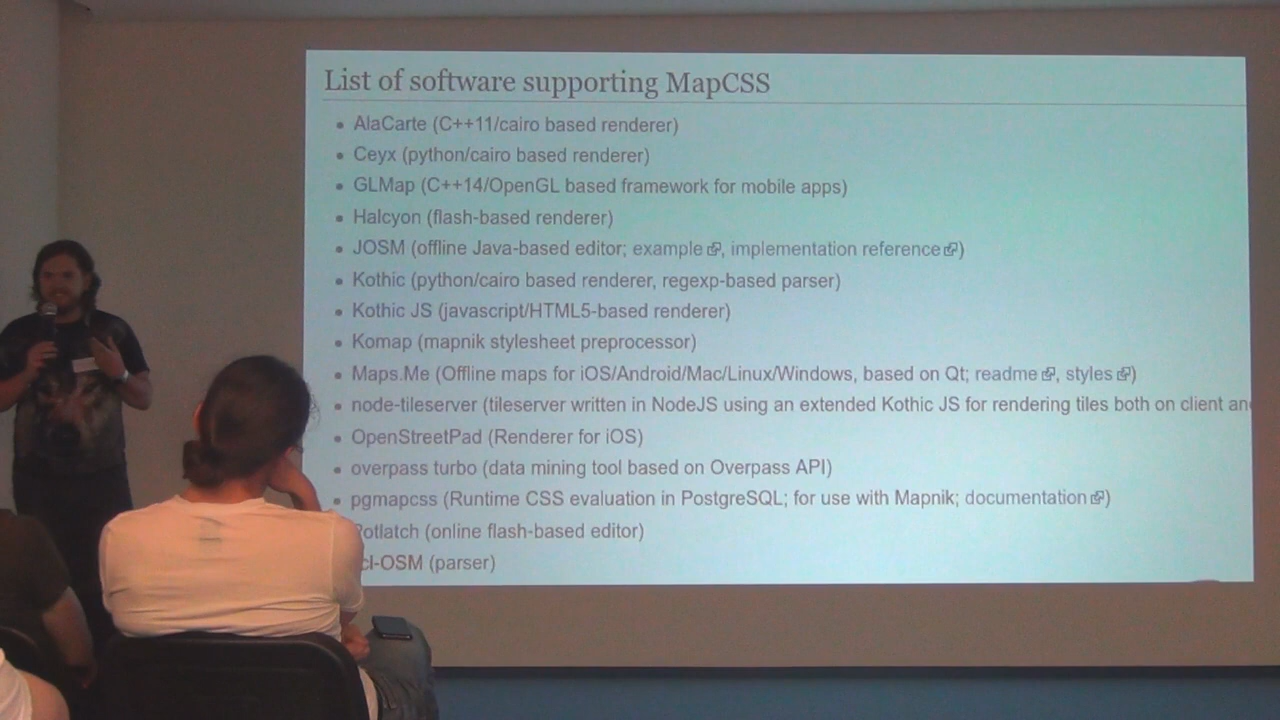 List of software supporting MapCSS
AlaCarte (C++11/cairo based renderer)
Ceyx (python/cairo based renderer)
GLMap (C++14/OpenGL based framework for mobile apps)
Halcyon (flash-based renderer)
JOSM (offline Java-based editor; example, implementation reference)
Kothic (python/cairo based renderer, regexp-based parser)
Kothic JS (javascript/HTML5-based renderer)
Komap (mapnik stylesheet preprocessor)
Maps.Me (Offline maps for iOS/Android/Mac/Linux/Windows, based on Qt; readme, styles)
node-tileserver (tileserver written in NodeJS using an extended Kothic JS for rendering tiles both on client an
OpenStreetPad (Renderer for iOS)
overpass turbo (data mining tool based on Overpass API)
pgmapcss (Runtime CSS evaluation in PostgreSQL; for use with Mapnik; documentation)
otlatch (online flash-based editor)
cl-OSM (parser)